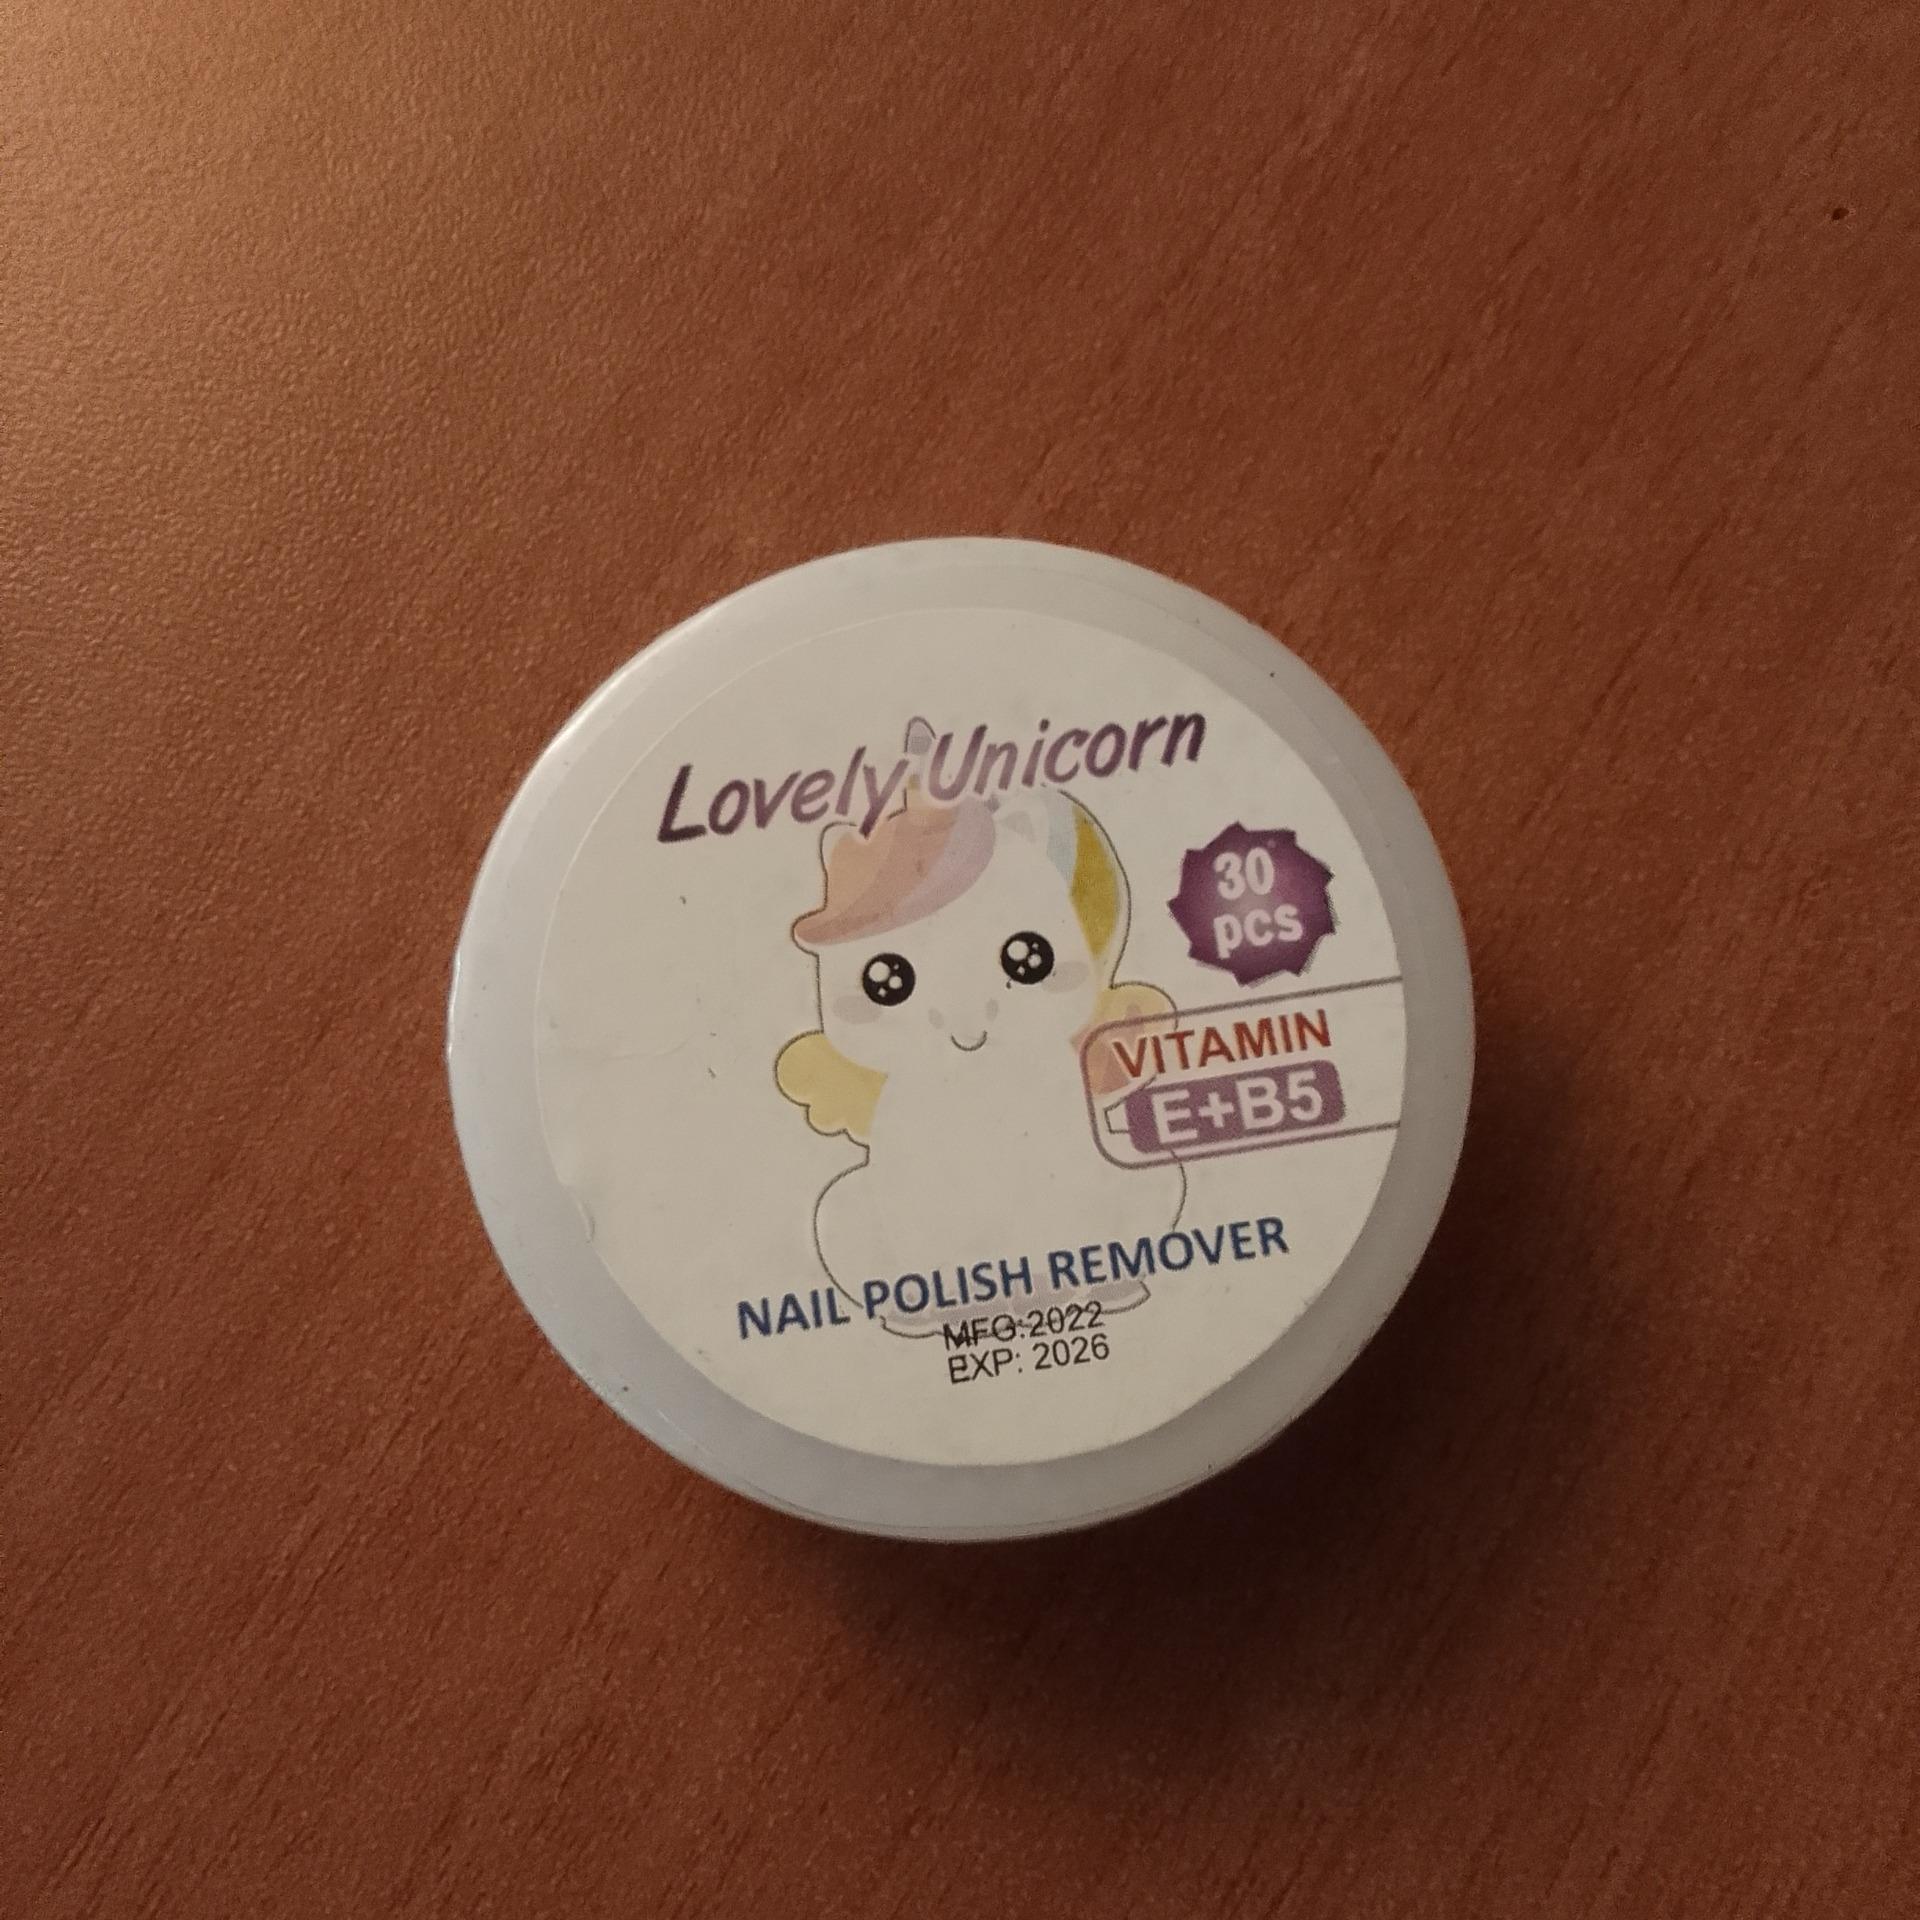 Lovely Unicorn
30
pcs
VITAMIN
E+B5
NAIL POLISH REMOVER
MFG:2022
EXP: 2026